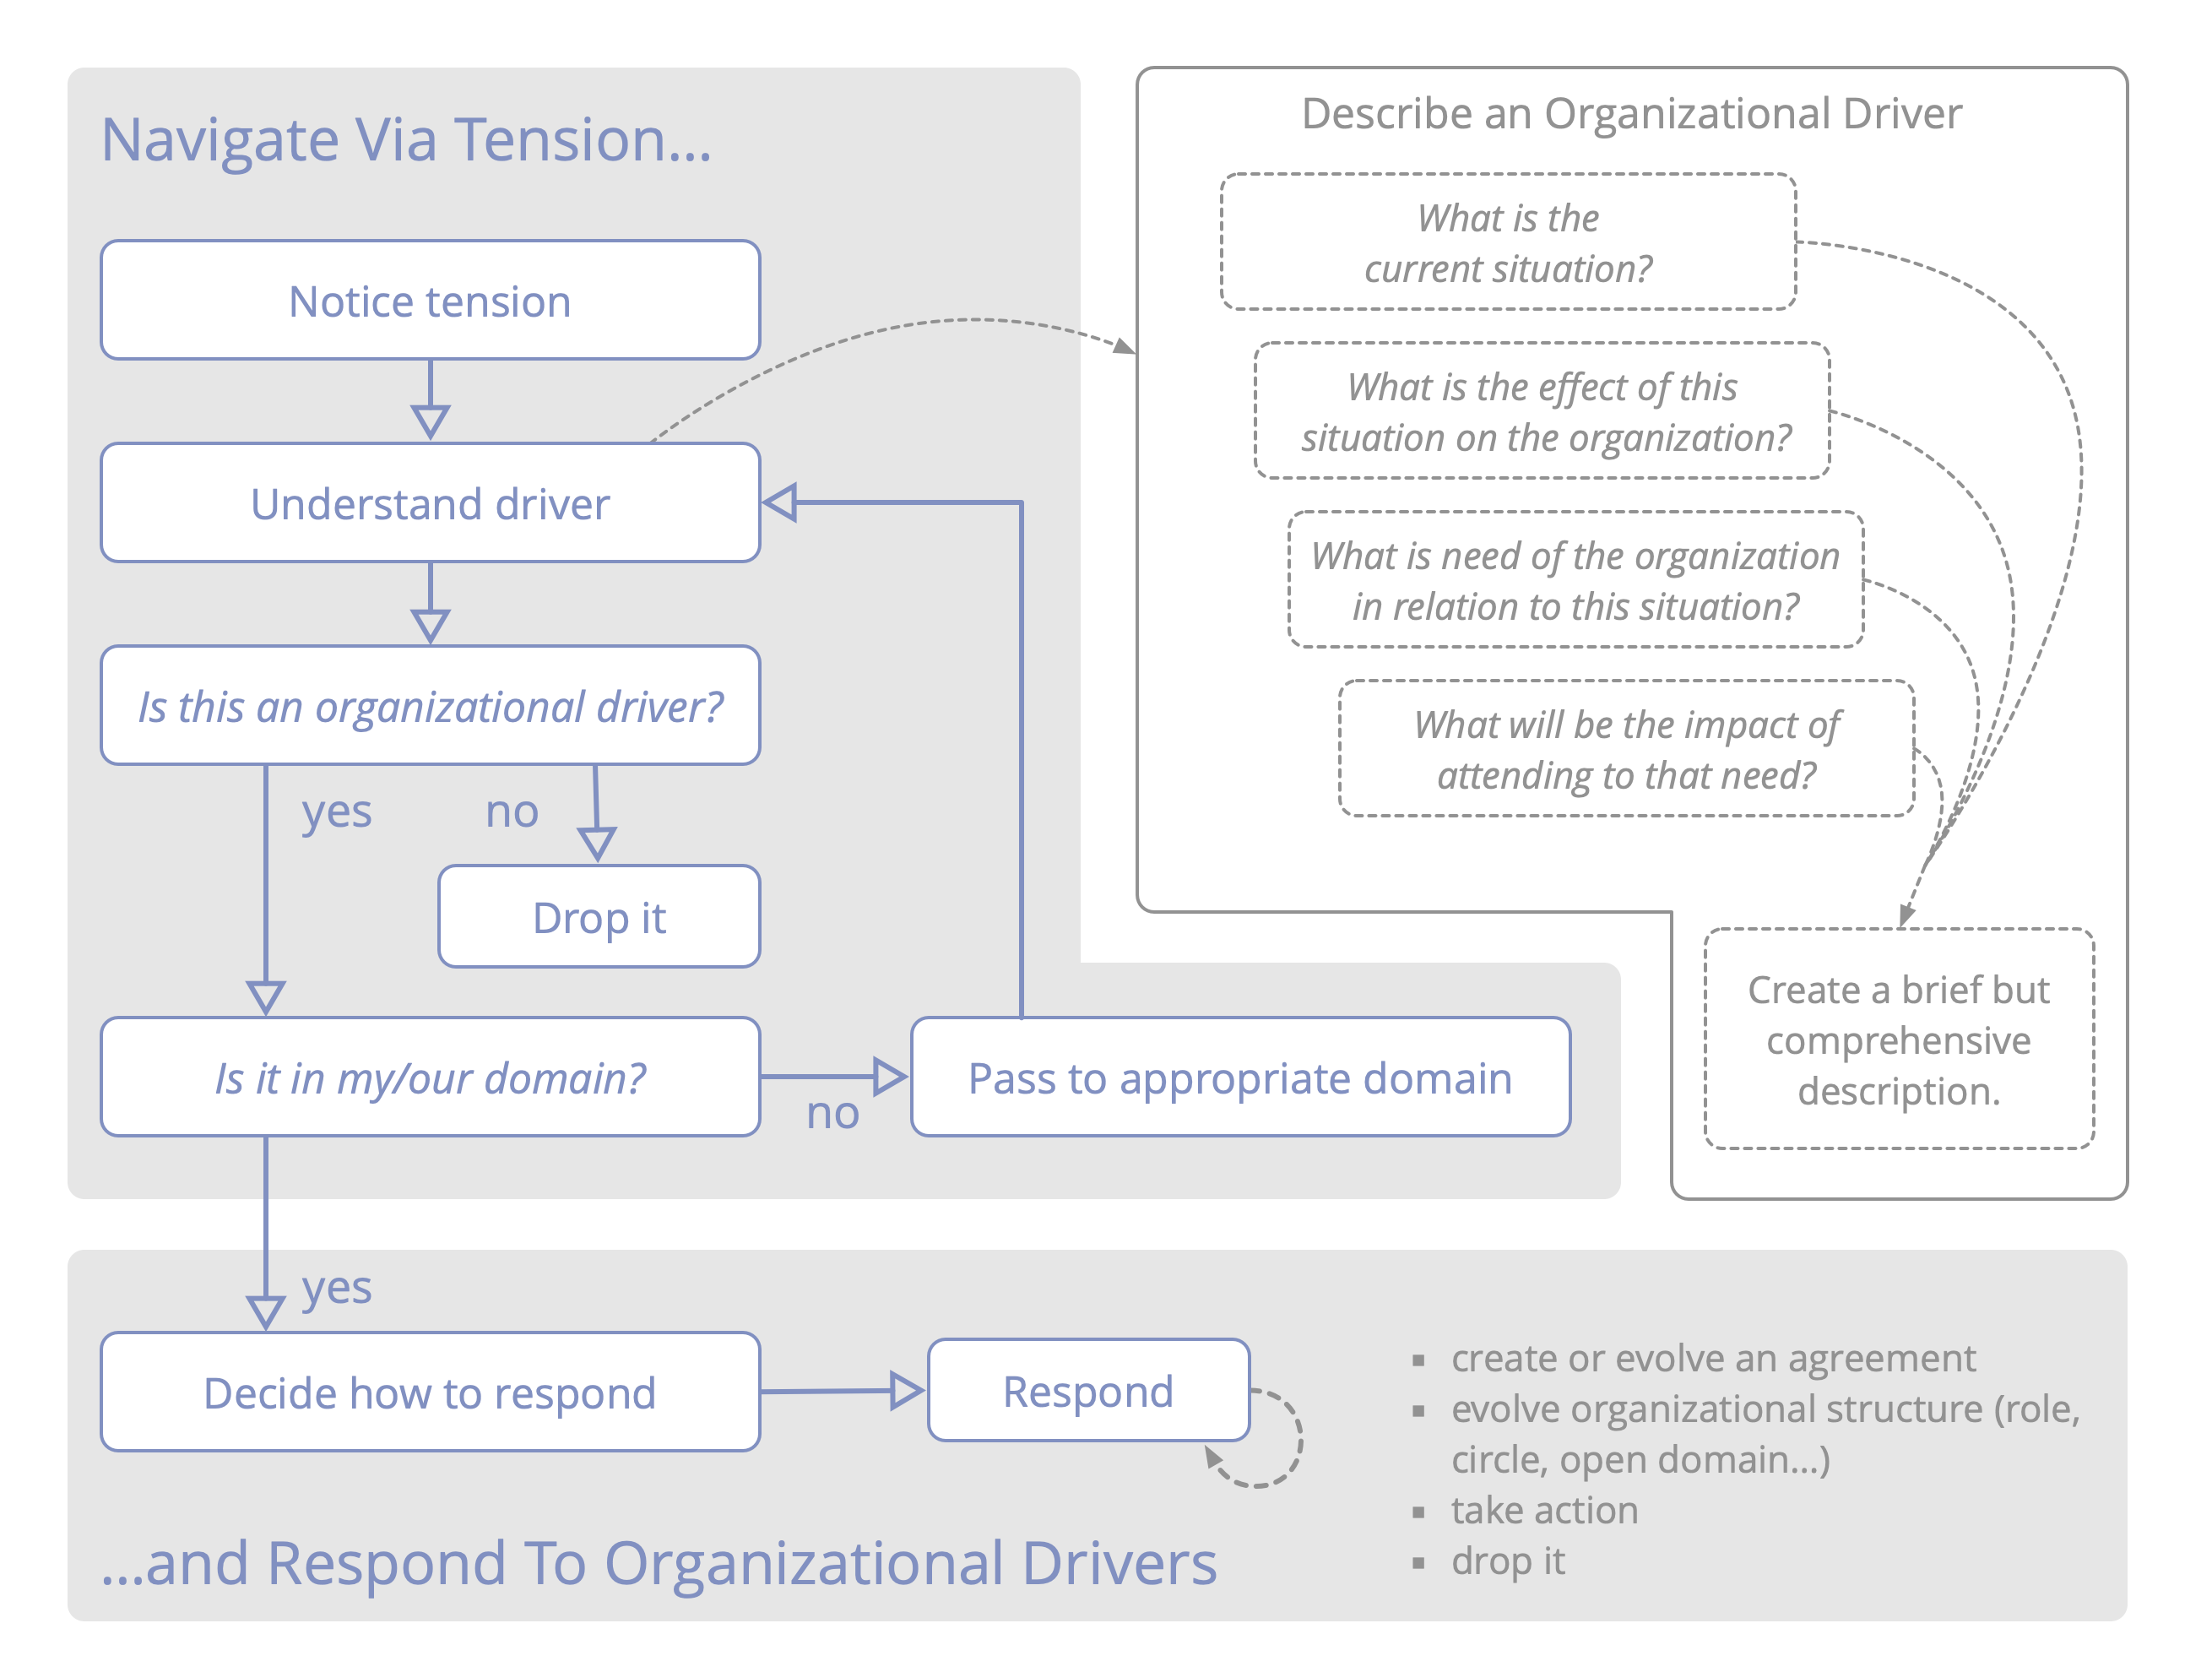 Navigate Via Tension...
Notice tension
Understand driver
Is this an organizational driver?
yes
no
Drop it
Is it in my/our domain?
no
Pass to appropriate domain
Describe an Organizational Driver
What is the
current situation?
What is the effect of this
situation on the organization?
What is need of the organization
in relation to this situation?
What will be the impact of
attending to that need?
Create a brief but
comprehensive
description.
yes
Decide how to respond
Respond
▪ create or evolve an agreement
▪ evolve organizational structure (role,
circle, open domain...)
▪ take action
▪ drop it
...and Respond To Organizational Drivers